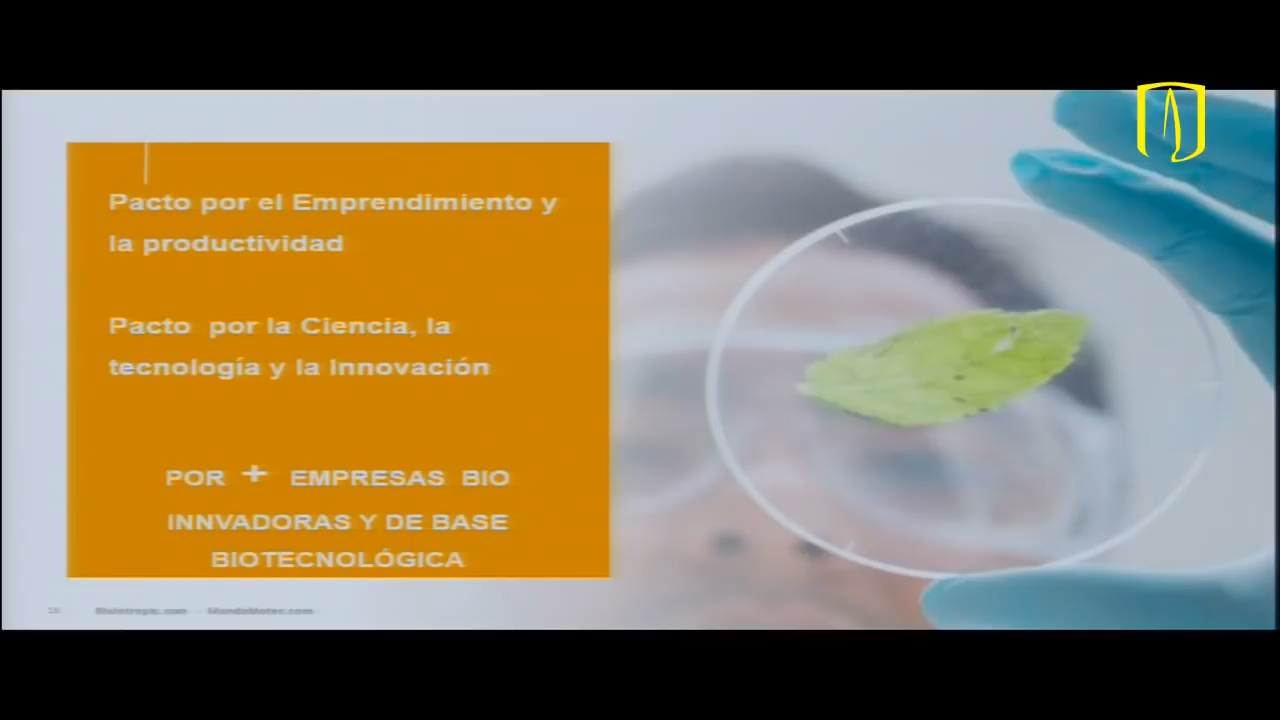 Pacto por el Emprendimiento y
la productividad
Pacto por la Ciencia, la
tecnología y la Innovación
POR + EMPRESAS BIO
INNVADORAS Y DE BASE
BIOTECNOLÓGICA